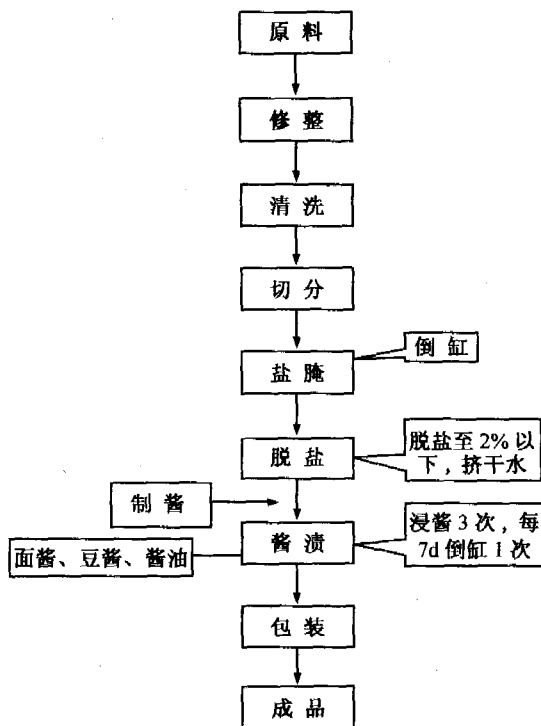 原料
修整
清洗
切分
倒缸
盐腌
脱盐至2%以
下，挤干水
脱盐
制酱
浸酱3次，每
7d倒缸1次
酱渍
面酱、豆酱、酱油
包装
成品